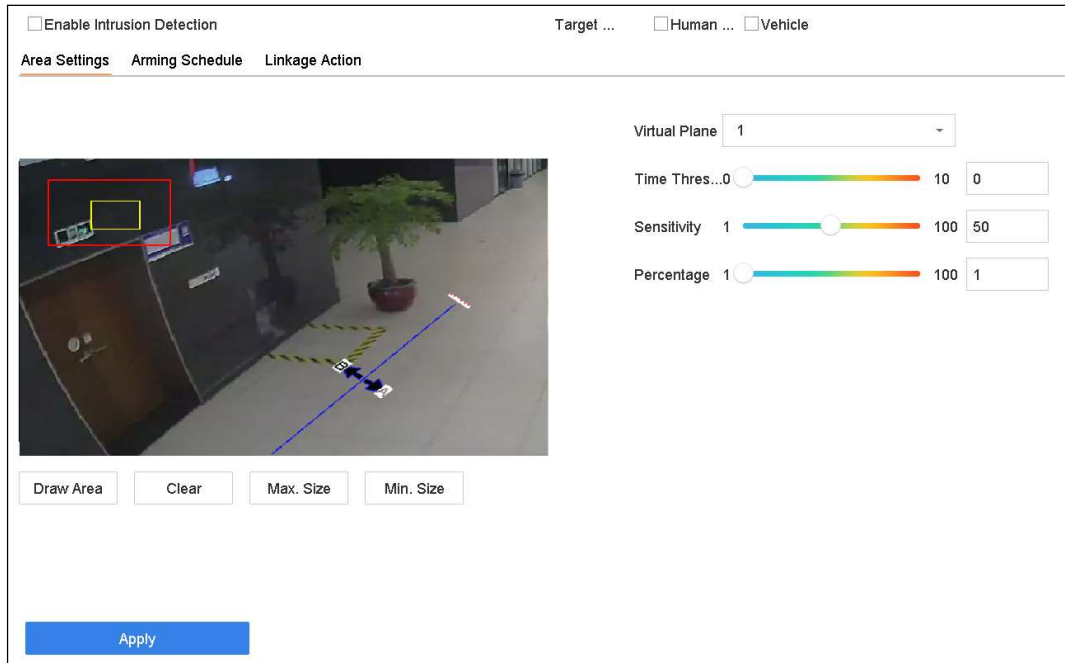 Enable Intrusion Detection Target ... Human ... Vehicle
Area Settings Arming Schedule Linkage Action
Virtual Plane 1
Time Thres...0 10 0
Sensitivity 1 100 50
Percentage 1 100 1
B
A
Draw Area Clear Max. Size Min. Size
Apply